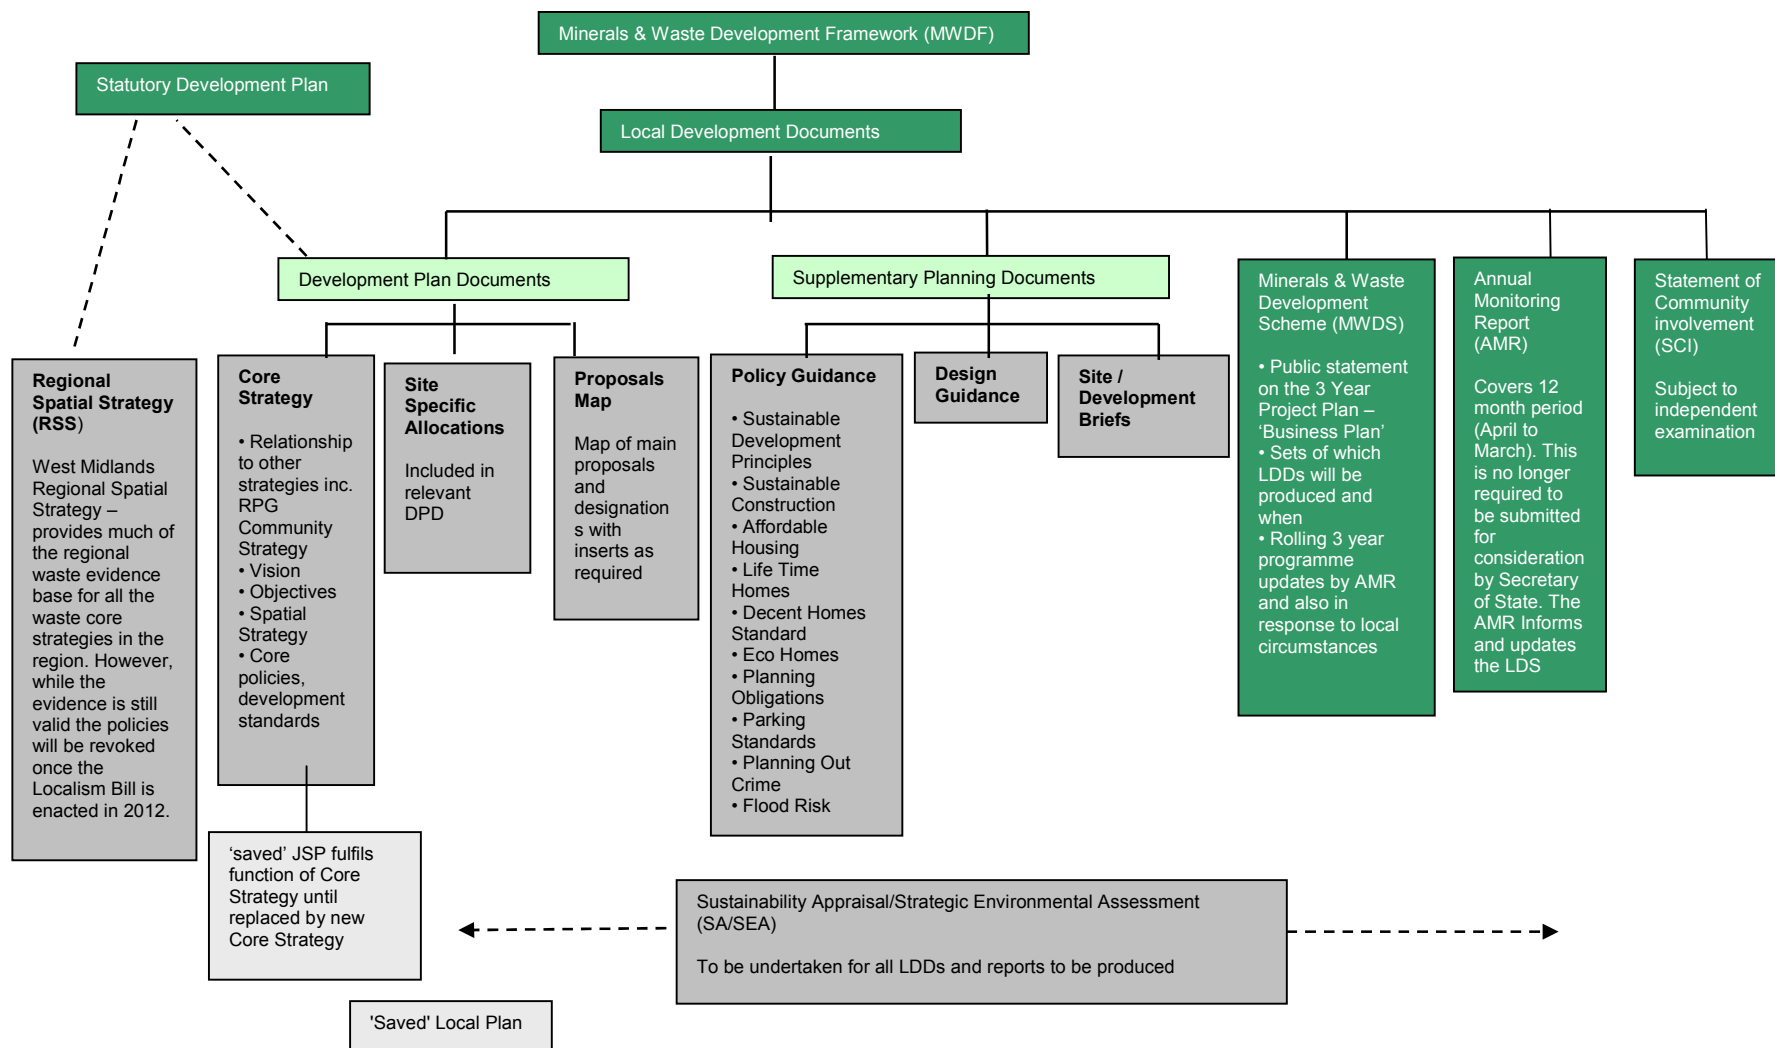 Minerals & Waste Development Framework (MWDF)
Statutory Development Plan
Local Development Documents
Development Plan Documents
Supplementary Planning Documents
Minerals & Waste
Development
Scheme (MWDS)
• Public statement
on the 3 Year
Project Plan –
‘Business Plan’
• Sets of which
LDDs will be
produced and
when
• Rolling 3 year
programme
updates by AMR
and also in
response to local
circumstances
Annual
Monitoring
Report
(AMR)
Covers 12
month period
(April to
March). This
is no longer
required to
be submitted
for
consideration
by Secretary
of State. The
AMR Informs
and updates
the LDS
Statement of
Community
involvement
(SCI)
Subject to
independent
examination
Regional
Spatial Strategy
(RSS)
West Midlands
Regional Spatial
Strategy –
provides much of
the regional
waste evidence
base for all the
waste core
strategies in the
region. However,
while the
evidence is still
valid the policies
will be revoked
once the
Localism Bill is
enacted in 2012.
Core
Strategy
• Relationship
to other
strategies inc.
RPG
Community
Strategy
• Vision
• Objectives
• Spatial
Strategy
• Core
policies,
development
standards
Site
Specific
Allocations
Included in
relevant
DPD
Proposals
Map
Map of main
proposals
and
designation
s with
inserts as
required
Policy Guidance
• Sustainable
Development
Principles
• Sustainable
Construction
• Affordable
Housing
• Life Time
Homes
• Decent Homes
Standard
• Eco Homes
• Planning
Obligations
• Parking
Standards
• Planning Out
Crime
• Flood Risk
Design
Guidance
Site /
Development
Briefs
‘saved’ JSP fulfils
function of Core
Strategy until
replaced by new
Core Strategy
Sustainability Appraisal/Strategic Environmental Assessment
(SA/SEA)
To be undertaken for all LDDs and reports to be produced
'Saved' Local Plan